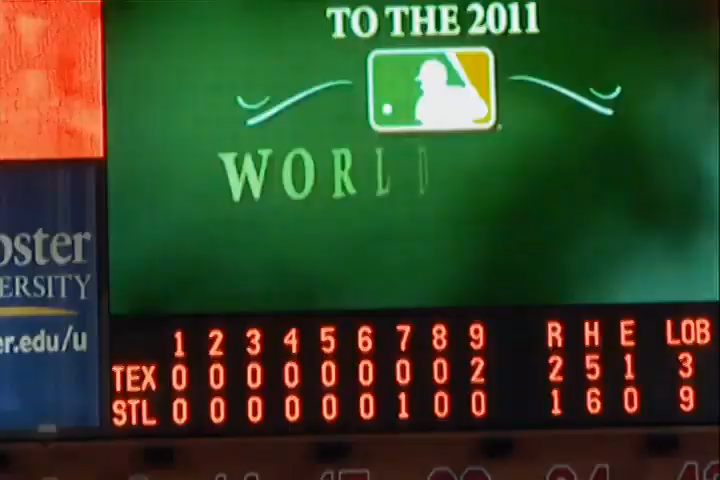 TO THE 2011
WORLD
oster
ERSITY
er.edu/u
1 2 3 4 5 6 7 8 9 R H E LOB
TEX 0 0 0 0 0 0 0 0 2 2 5 1 3
STL 0 0 0 0 0 0 1 0 0 1 6 0 9